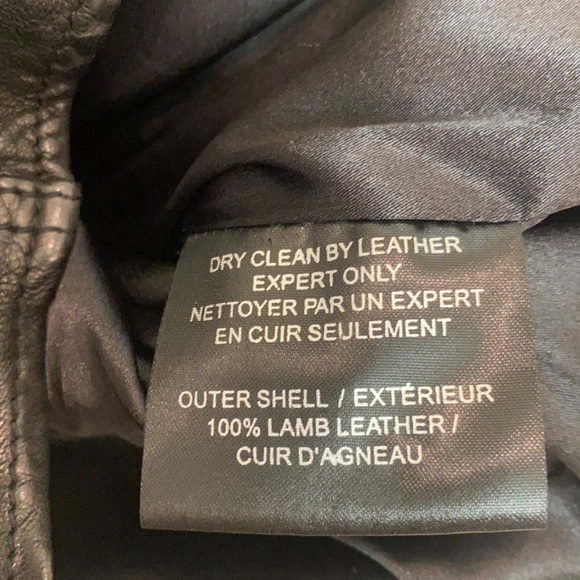 DRY CLEAN BY LEATHER
EXPERT ONLY
NETTOYER PAR UN EXPERT
EN CUIR SEULEMENT
OUTER SHELL / EXTÉRIEUR
100% LAMB LEATHER /
CUIR D'AGNEAU